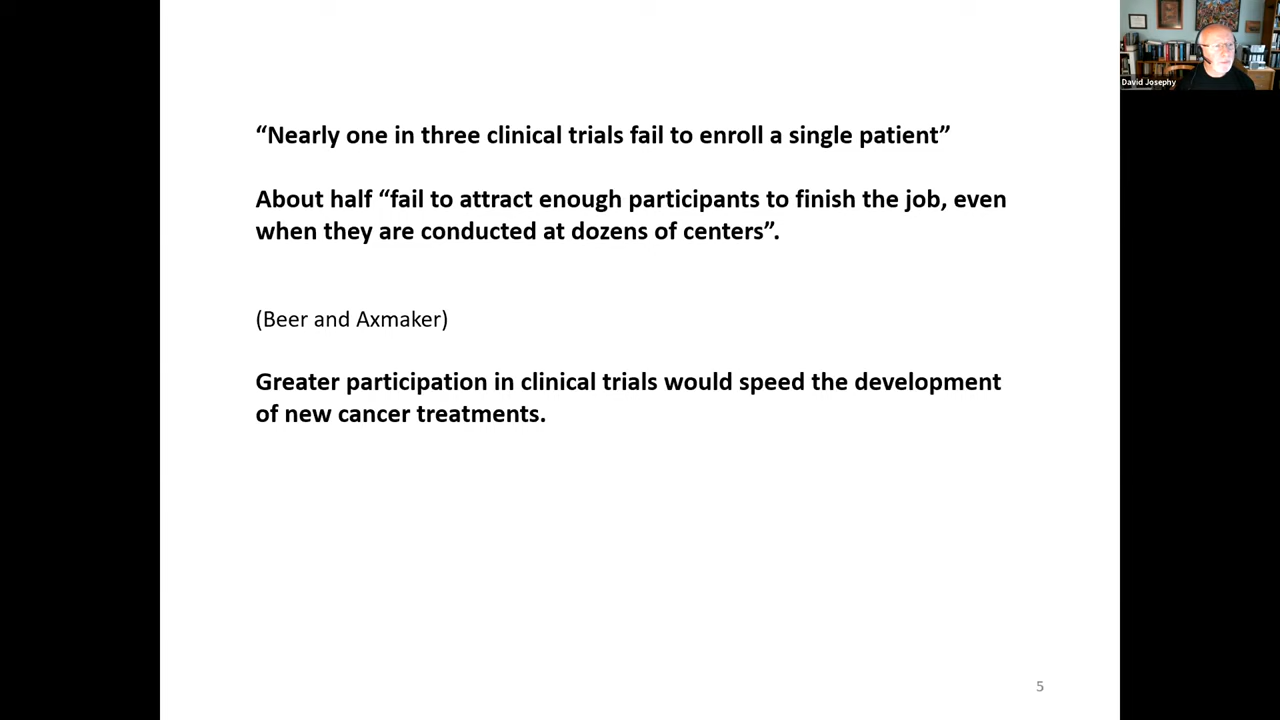 “Nearly one in three clinical trials fail to enroll a single patient”
About half “fail to attract enough participants to finish the job, even
when they are conducted at dozens of centers”.
(Beer and Axmaker)
Greater participation in clinical trials would speed the development
of new cancer treatments.
5
David Josephy